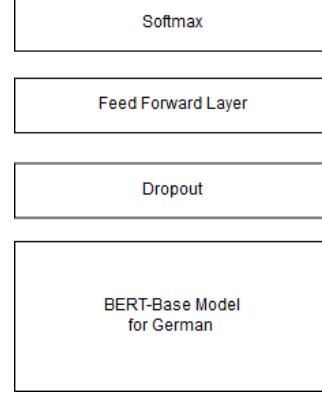 Softmax
Feed Forward Layer
Dropout
BERT-Base Model
for German